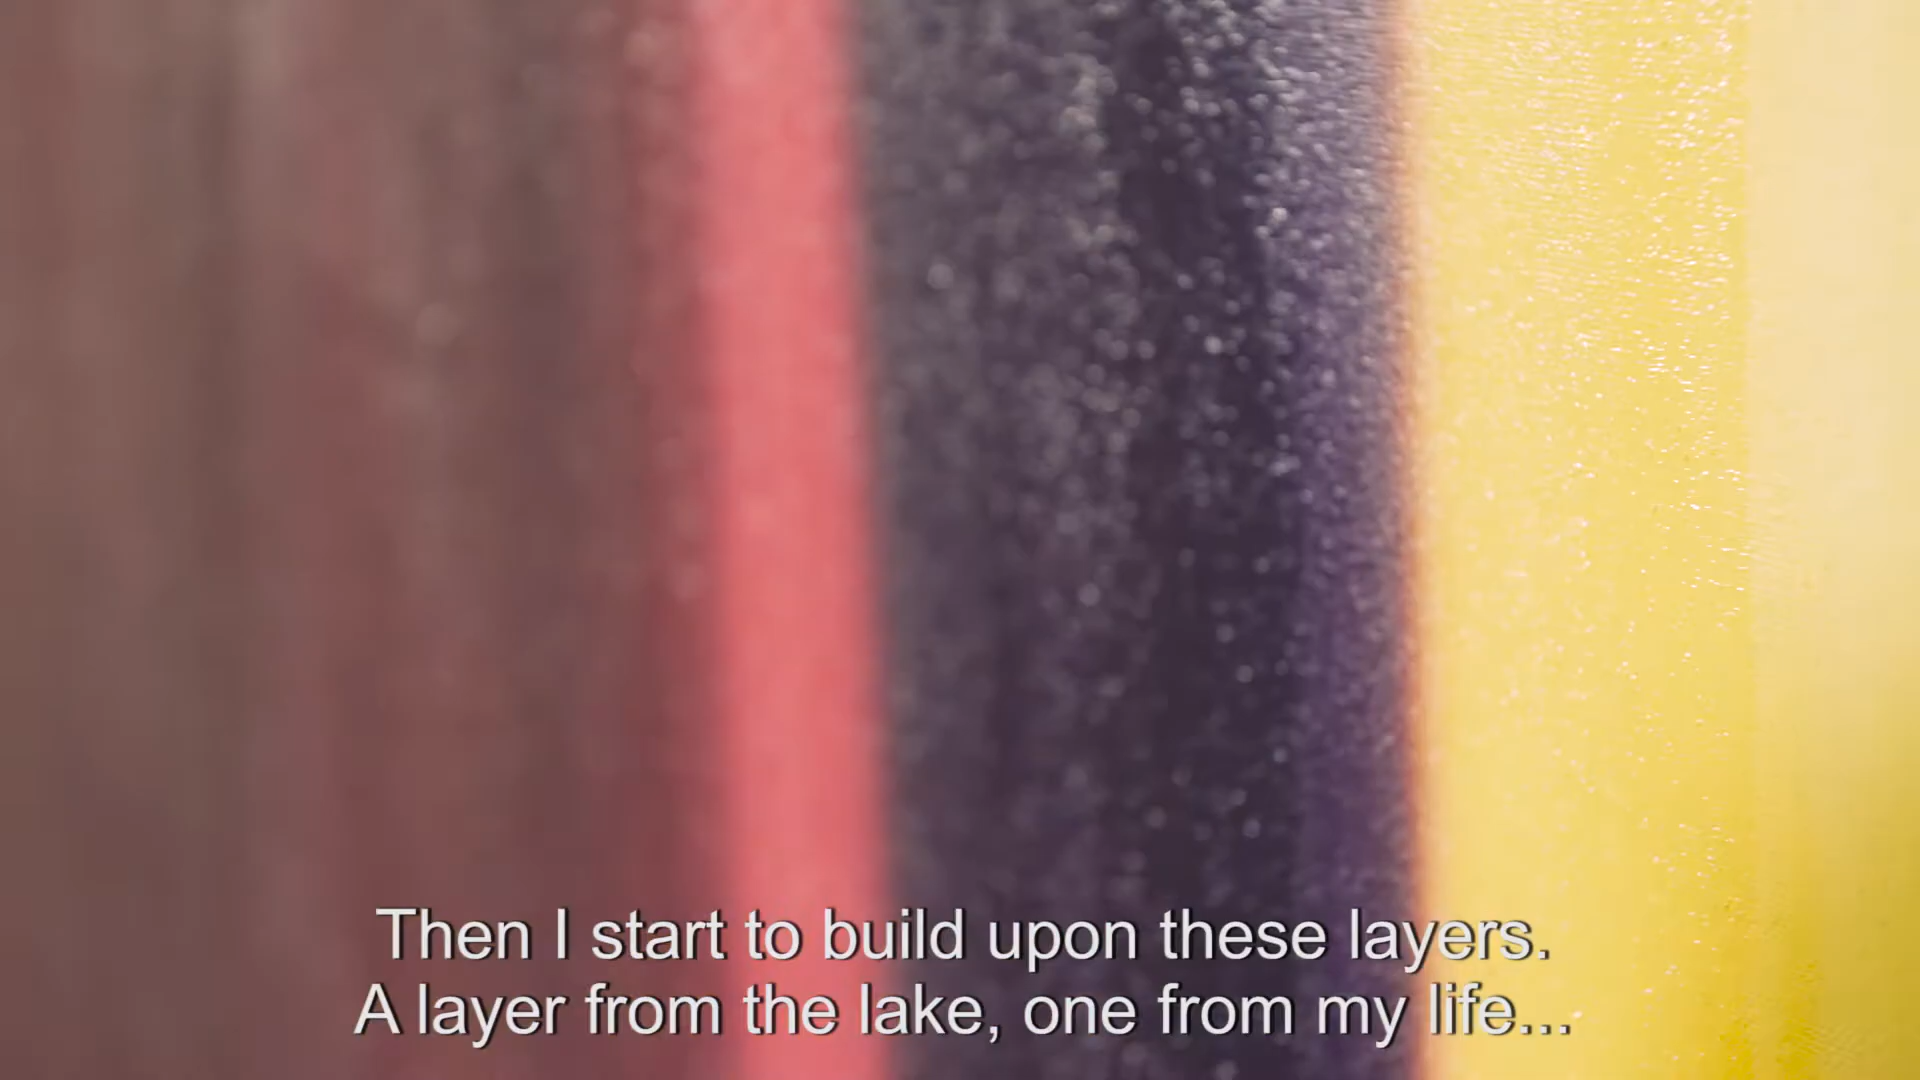 Then I start to build upon these layers.
A layer from the lake, one from my life...